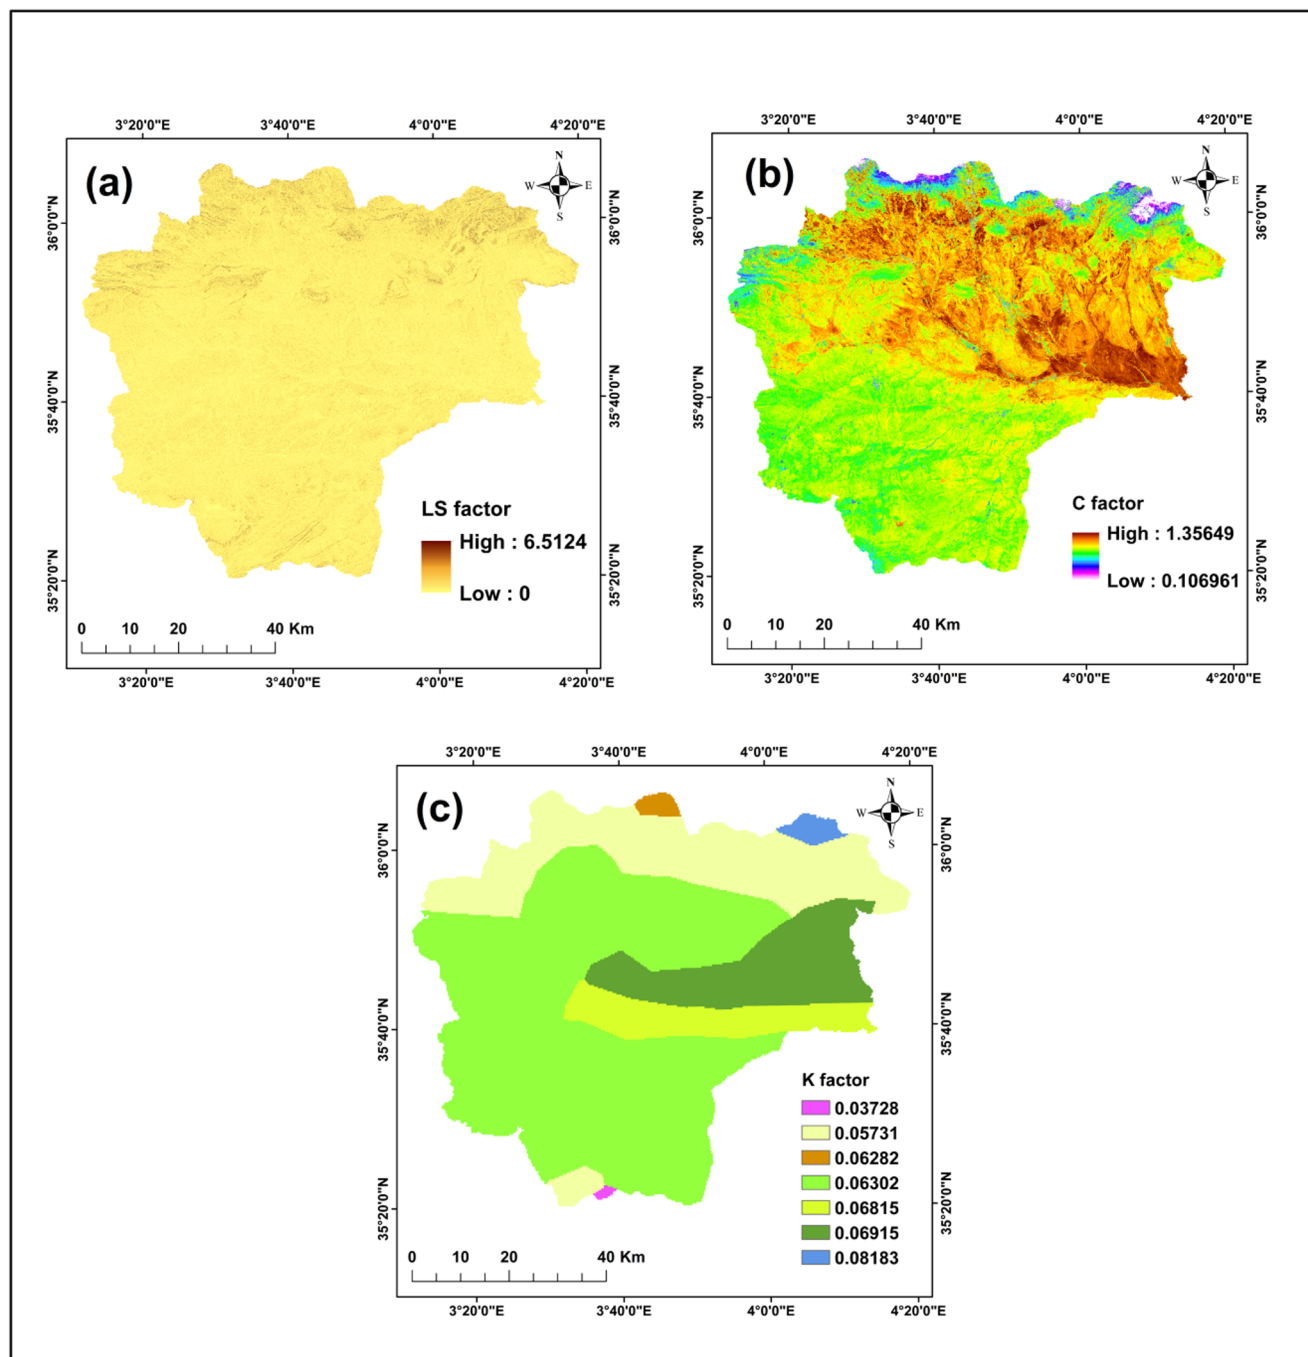 3°20'0"E 3°40'0"E 4°0'0"E 4°20'0"E
(a)
N
W E
S
36°0'0"N 36°0'0"N
35°40'0"N 35°40'0"N
35°20'0"N 35°20'0"N
LS factor
High : 6.5124
Low : 0
0 10 20 40 Km
3°20'0"E 3°40'0"E 4°0'0"E 4°20'0"E
3°20'0"E 3°40'0"E 4°0'0"E 4°20'0"E
(b)
N
W E
S
36°0'0"N 36°0'0"N
35°40'0"N 35°40'0"N
35°20'0"N 35°20'0"N
C factor
High : 1.35649
Low : 0.106961
0 10 20 40 Km
3°20'0"E 3°40'0"E 4°0'0"E 4°20'0"E
3°20'0"E 3°40'0"E 4°0'0"E 4°20'0"E
(c)
N
W E
S
36°0'0"N 36°0'0"N
35°40'0"N 35°40'0"N
35°20'0"N 35°20'0"N
K factor
0.03728
0.05731
0.06282
0.06302
0.06815
0.06915
0.08183
0 10 20 40 Km
3°20'0"E 3°40'0"E 4°0'0"E 4°20'0"E